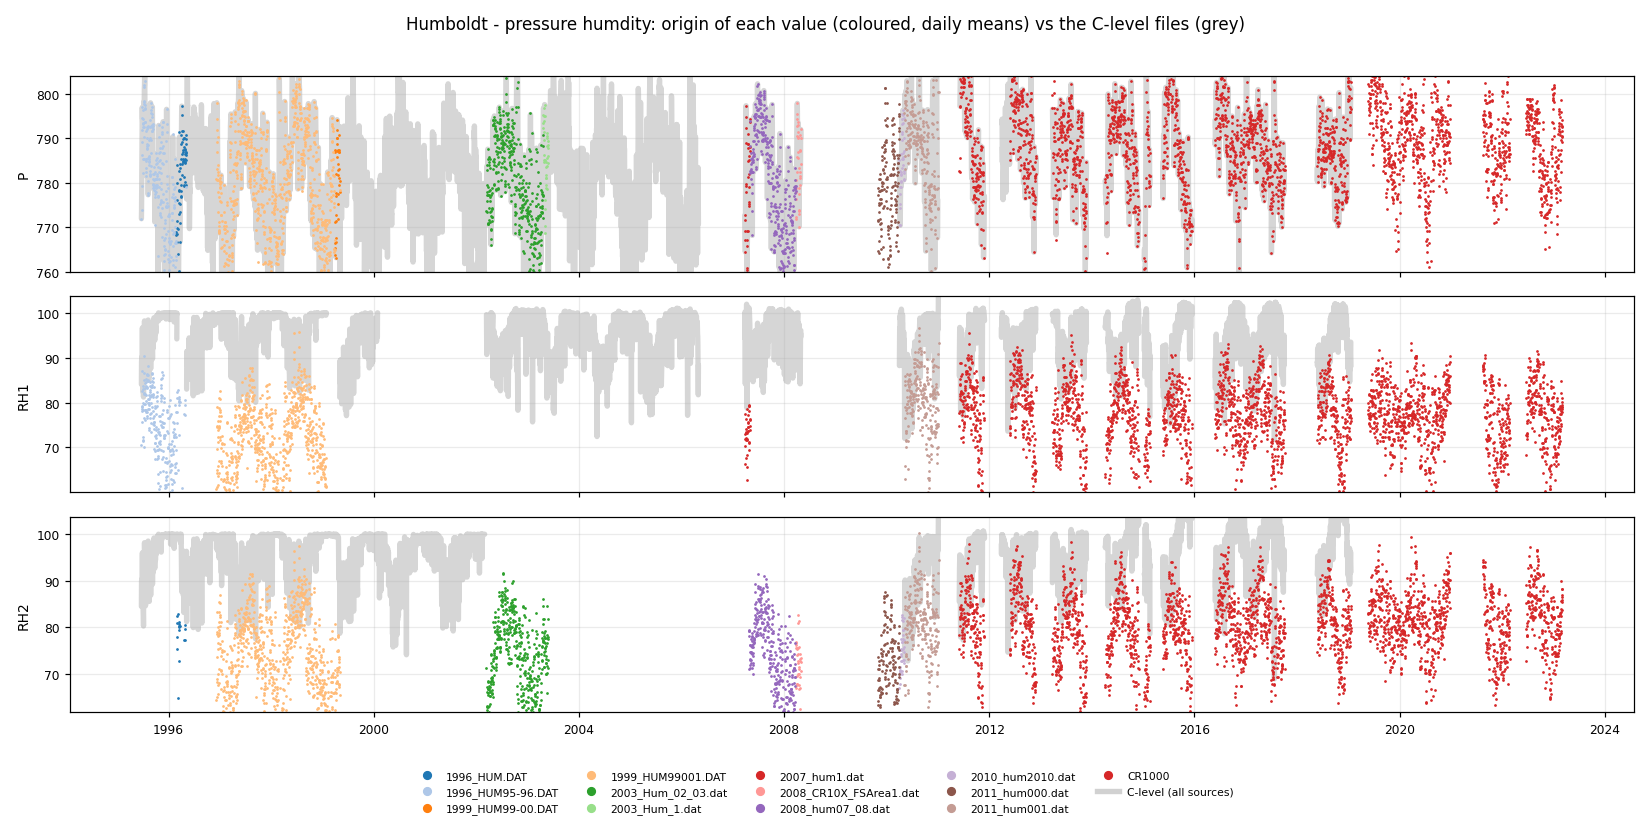 Humboldt - pressure humdity: origin of each value (coloured, daily means) vs the C-level files (grey)
P
800
790
780
770
760
RH1
100
90
80
70
RH2
100
90
80
70
1996 2000 2004 2008 2012 2016 2020 2024
1996_HUM.DAT 1999_HUM99001.DAT 2007_hum1.dat 2010_hum2010.dat CR1000
1996_HUM95-96.DAT 2003_Hum_02_03.dat 2008_CR10X_FSArea1.dat 2011_hum000.dat C-level (all sources)
1999_HUM99-00.DAT 2003_Hum_1.dat 2008_hum07_08.dat 2011_hum001.dat